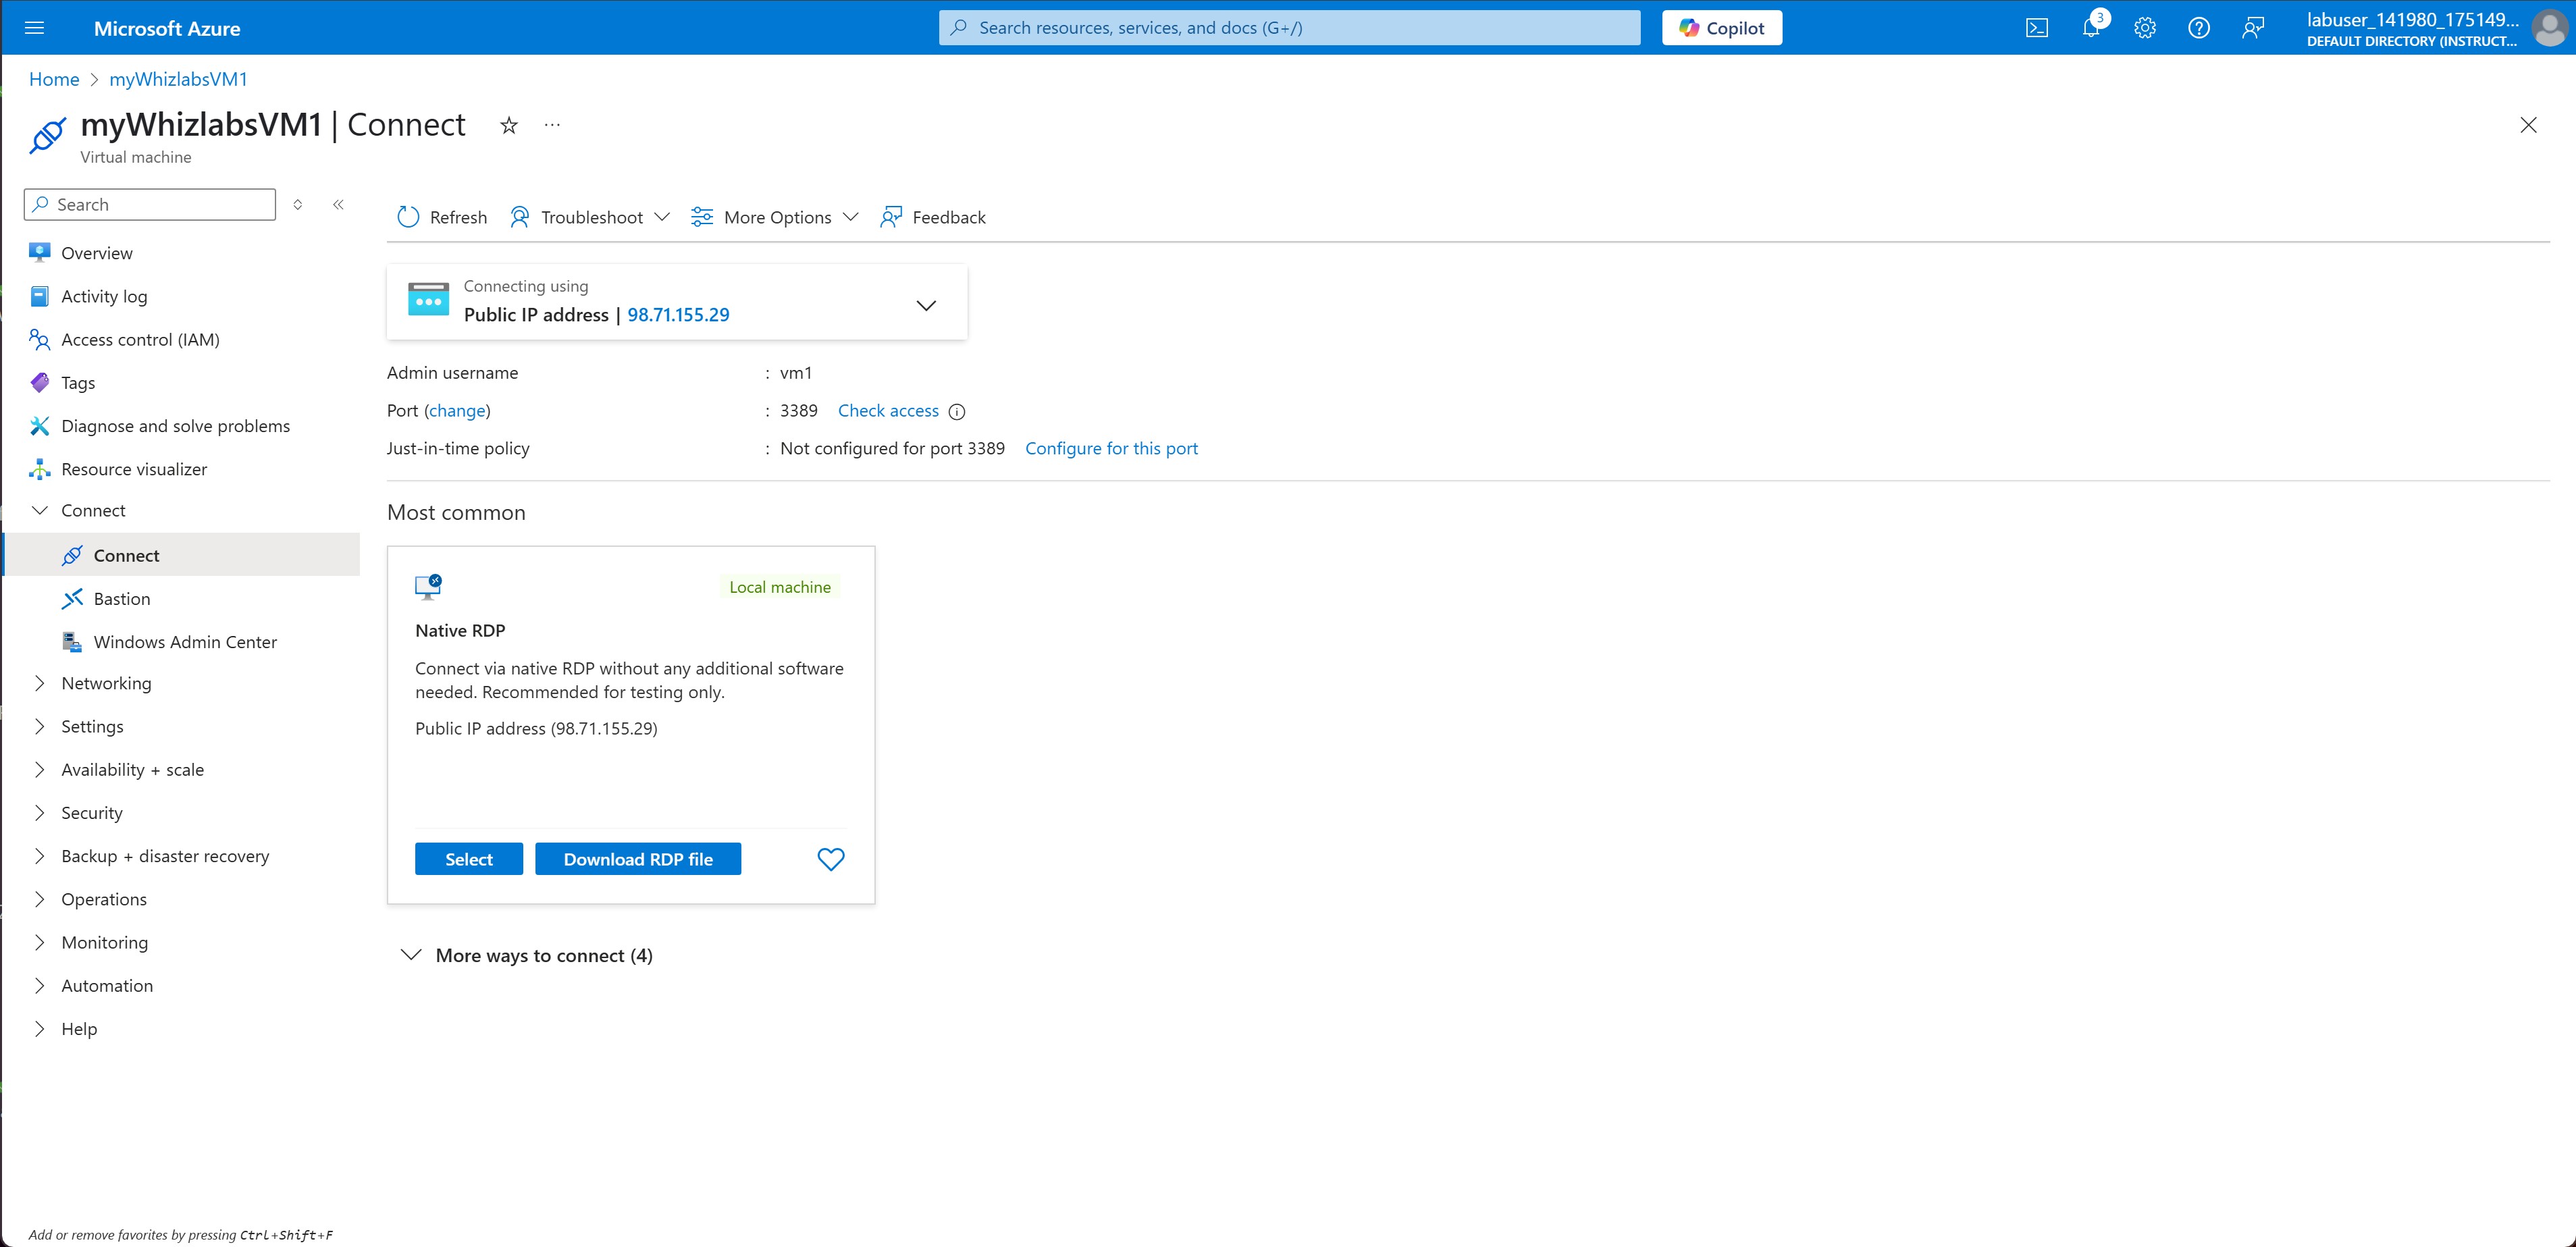 Microsoft Azure
Search resources, services, and docs (G+/)
Copilot
3
labuser_141980_175149...
DEFAULT DIRECTORY (INSTRUCT...
Home > myWhizlabsVM1
myWhizlabsVM1 | Connect
Virtual machine
Search
Overview
Activity log
Access control (IAM)
Tags
Diagnose and solve problems
Resource visualizer
Connect
Connect
Bastion
Windows Admin Center
Networking
Settings
Availability + scale
Security
Backup + disaster recovery
Operations
Monitoring
Automation
Help
Add or remove favorites by pressing Ctrl+Shift+F
Refresh Troubleshoot More Options Feedback
Connecting using
Public IP address | 98.71.155.29
Admin username : vm1
Port (change) : 3389 Check access
Just-in-time policy : Not configured for port 3389 Configure for this port
Most common
Local machine
Native RDP
Connect via native RDP without any additional software
needed. Recommended for testing only.
Public IP address (98.71.155.29)
Select Download RDP file
More ways to connect (4)